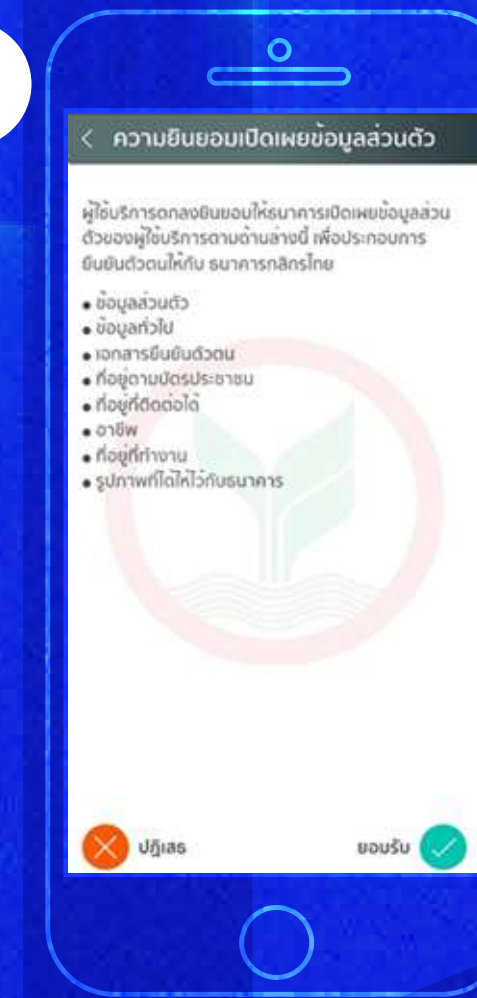 < ความยินยอมเปิดเผยข้อมูลส่วนตัว
ผู้ใช้บริการตกลงยินยอมให้ธนาคารเปิดเผยข้อมูลส่วน
ตัวของผู้ใช้บริการตามด้านล่างนี้ เพื่อประกอบการ
ยืนยันตัวตนให้กับ ธนาคารกสิกรไทย
• ข้อมูลส่วนตัว
• ข้อมูลทั่วไป
• เอกสารยืนยันตัวตน
• ที่อยู่ตามบัตรประชาชน
• ที่อยู่ที่ติดต่อได้
• อาชีพ
• ที่อยู่ที่ทำงาน
• รูปภาพที่ได้ให้ไว้กับธนาคาร
ปฏิเสธ ยอมรับ